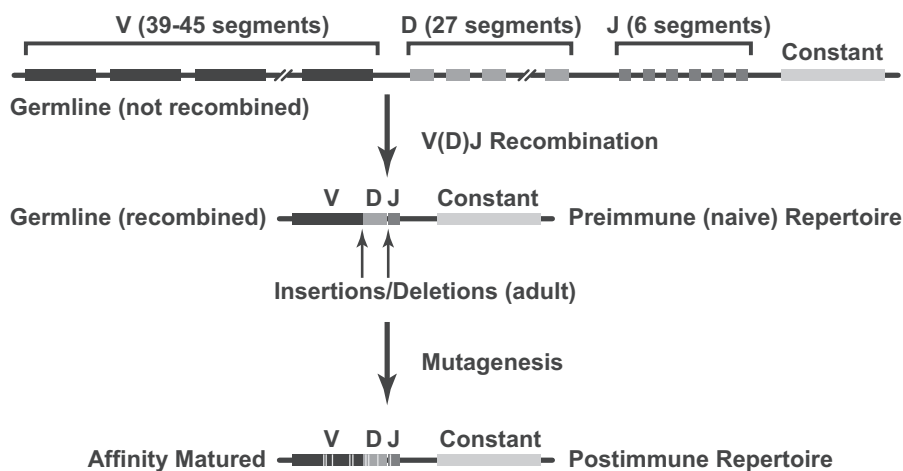 V (39-45 segments) D (27 segments) J (6 segments)
Constant
Germline (not recombined)
V(D)J Recombination
V D J Constant
Germline (recombined) Preimmune (naive) Repertoire
Insertions/Deletions (adult)
Mutagenesis
V D J Constant
Affinity Matured Postimmune Repertoire